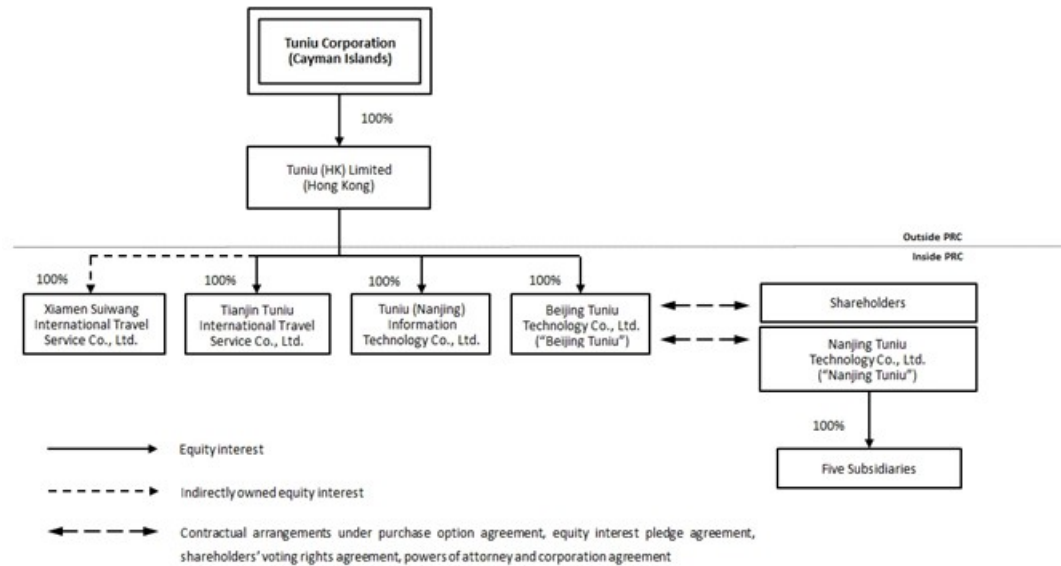 Tuniu Corporation
(Cayman Islands)
100%
Tuniu (HK) Limited
(Hong Kong)
Outside PRC
Inside PRC
100%
100%
100%
100%
Xiamen Suiwang
International Travel
Service Co., Ltd.
Tianjin Tuniu
International Travel
Service Co., Ltd.
Tuniu (Nanjing)
Information
Technology Co., Ltd.
Beijing Tuniu
Technology Co., Ltd.
("Beijing Tuniu")
Shareholders
Nanjing Tuniu
Technology Co., Ltd.
("Nanjing Tuniu")
100%
Five Subsidiaries
Equity interest
Indirectly owned equity interest
Contractual arrangements under purchase option agreement, equity interest pledge agreement,
shareholders' voting rights agreement, powers of attorney and corporation agreement